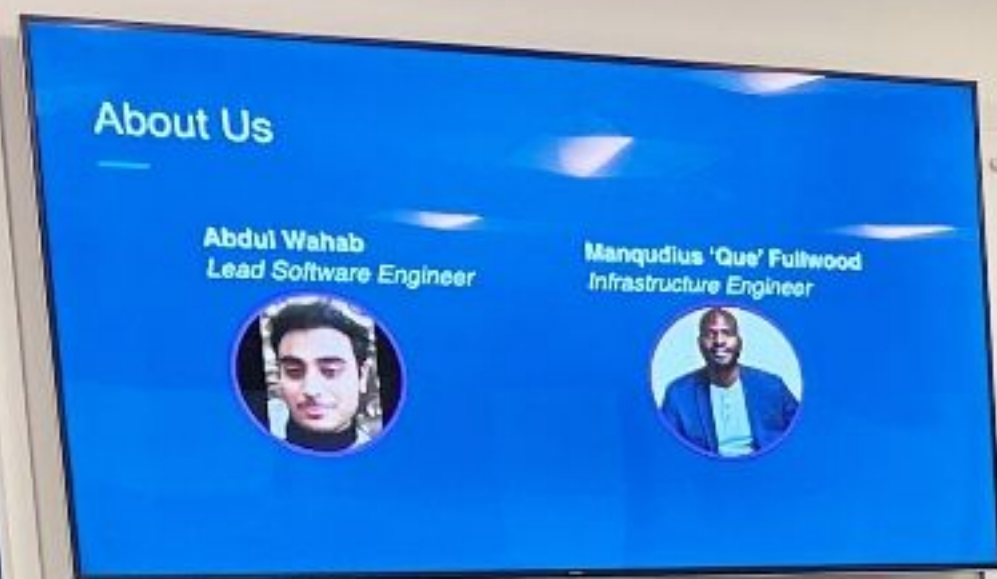 About Us
Abdul Wahab
Lead Software Engineer
Manqudius ‘Que’ Fullwood
Infrastructure Engineer